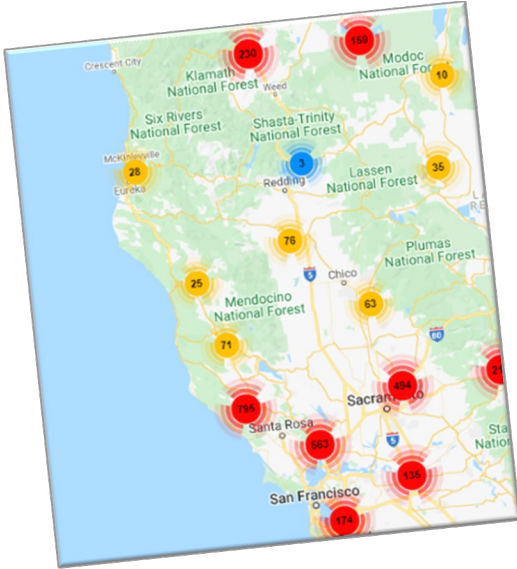 159
230
Crescent City
Modoc
Klamath
National Forest
10
National Forest
Weed
Six Rivers
National Forest
Shasta-Trinity
National Forest
McKinleyville
28
3
35
Eureka
Redding
Lassen
National Forest
76
Plumas
National Forest
5
Chico
25
Mendocino
National Forest
63
71
80
494
795
Santa Rosa
5
563
135
San Francisco
174